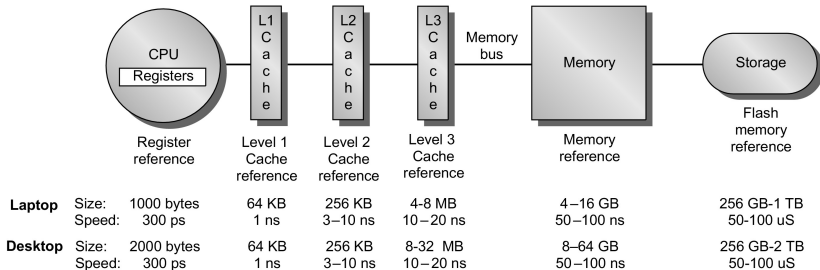 CPU
Registers
L1
C
a
c
h
e
L2
C
a
c
h
e
L3
C
a
c
h
e
Memory
bus
Memory
Storage
Register
reference
Level 1
Cache
reference
Level 2
Cache
reference
Level 3
Cache
reference
Memory
reference
Flash
memory
reference
Laptop Size: 1000 bytes 64 KB 256 KB 4-8 MB 4–16 GB 256 GB-1 TB
Speed: 300 ps 1 ns 3–10 ns 10–20 ns 50–100 ns 50-100 uS
Desktop Size: 2000 bytes 64 KB 256 KB 8-32 MB 8–64 GB 256 GB-2 TB
Speed: 300 ps 1 ns 3–10 ns 10–20 ns 50–100 ns 50-100 uS